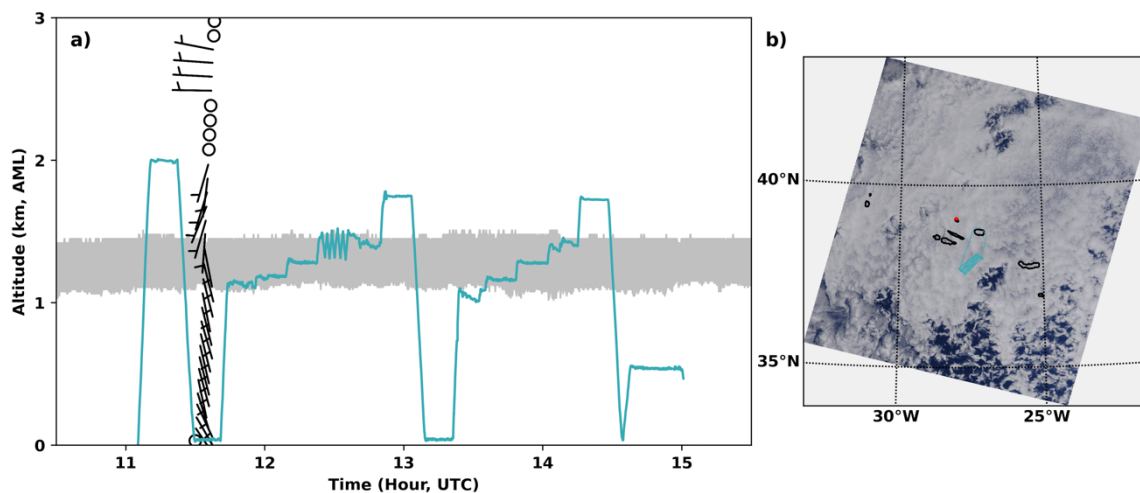 a)
3
2
1
0
Altitude (km, AML)
11
12
13
14
15
Time (Hour, UTC)
b)
40°N
35°N
30°W
25°W